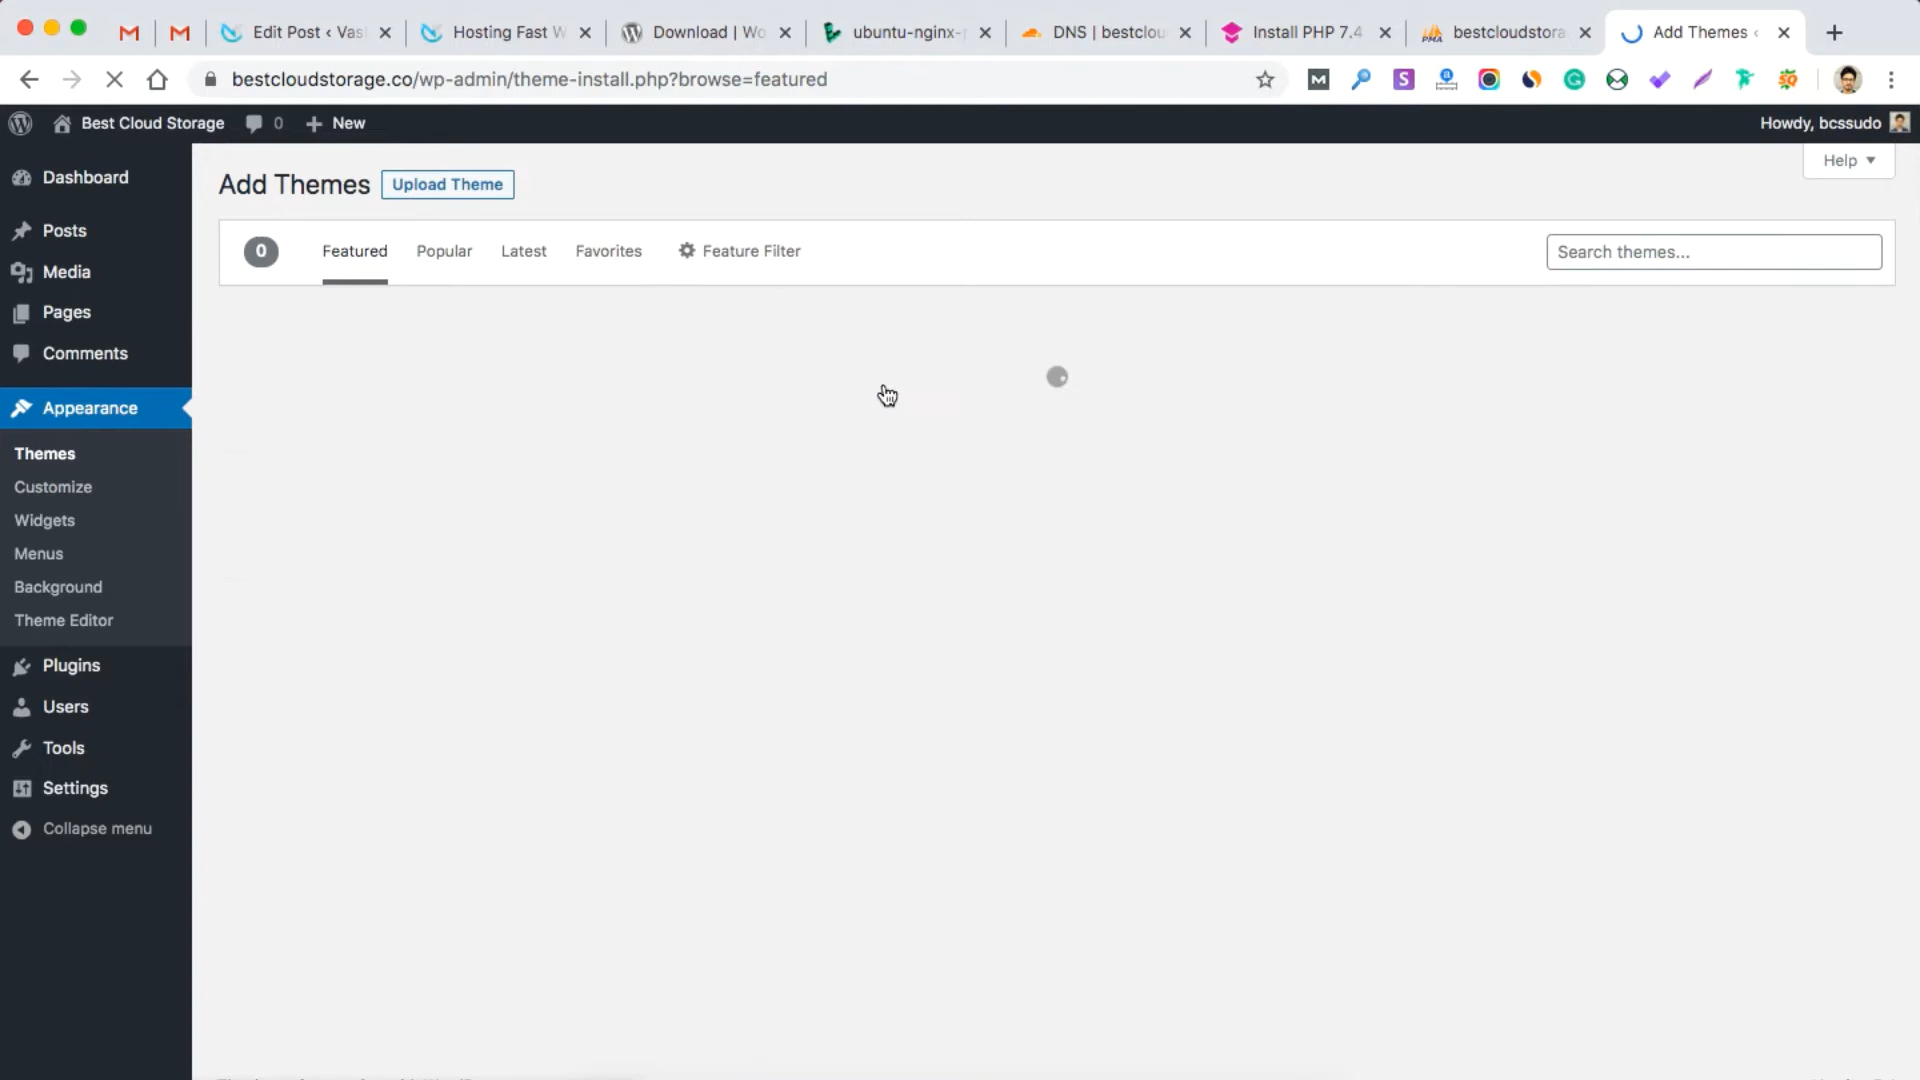 Edit Post ‹ Vas
Hosting Fast W
Download | Wo
ubuntu-nginx-
DNS | bestclou
Install PHP 7.4
bestcloudstora
Add Themes ‹
bestcloudstorage.co/wp-admin/theme-install.php?browse=featured
Best Cloud Storage
0
New
Howdy, bcssudo
Help
Dashboard
Posts
Media
Pages
Comments
Appearance
Themes
Customize
Widgets
Menus
Background
Theme Editor
Plugins
Users
Tools
Settings
Collapse menu
Add Themes
Upload Theme
0
Featured
Popular
Latest
Favorites
Feature Filter
Search themes...